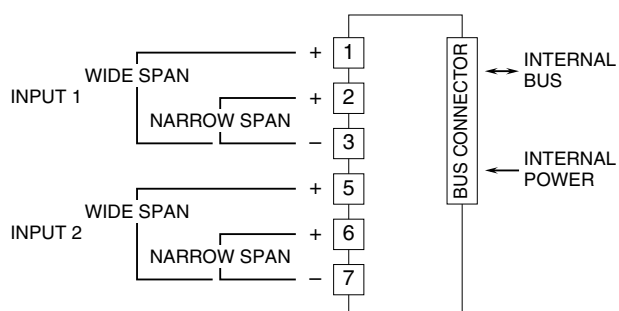 INPUT 1
WIDE SPAN
NARROW SPAN
+ 1
+ 2
– 3
INPUT 2
WIDE SPAN
NARROW SPAN
+ 5
+ 6
– 7
BUS CONNECTOR
INTERNAL
BUS
INTERNAL
POWER